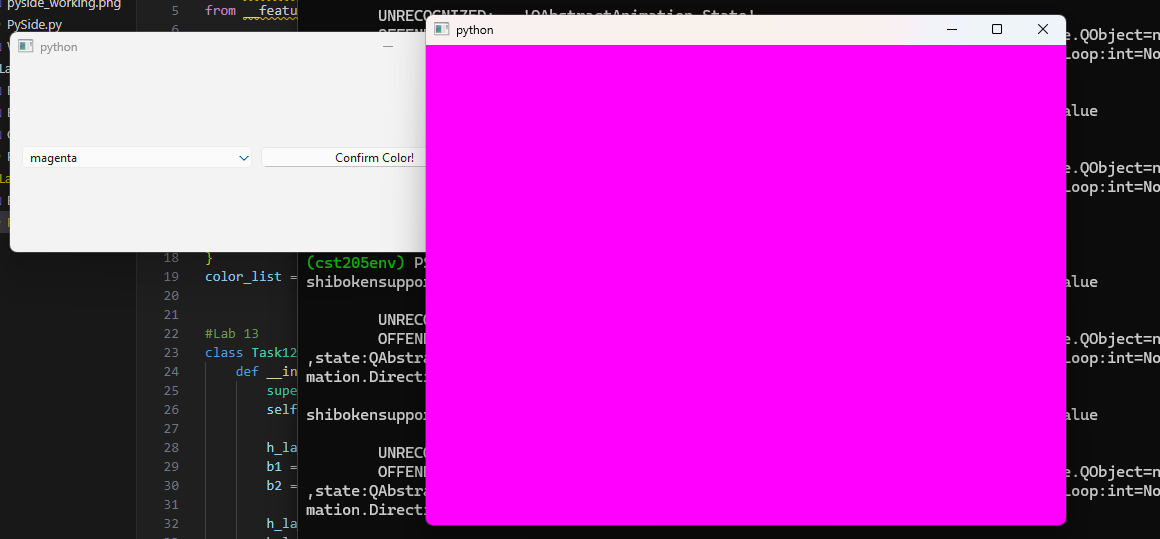 pyside_working.png
PySide.py
5 from __featu
UNRECOGNIZED: 'QAbstractAnimation.State'
python
python
magenta
Confirm Color!
e.QObject=n
Loop:int=No
alue
e.QObject=n
Loop:int=No
18 }
19 color_list =
20
21
22 #Lab 13
23 class Task12
24 def __in
25 supe
26 self
27
28 h_la
29 b1 =
30 b2 =
31
32 h_la
(cst205env) PS
shibokensuppo
alue
UNREC
OFFEN
e.QObject=n
,state:QAbstra
Loop:int=No
mation.Directi
shibokensuppo
alue
UNREC
OFFEN
e.QObject=n
,state:QAbstra
Loop:int=No
mation.Directi